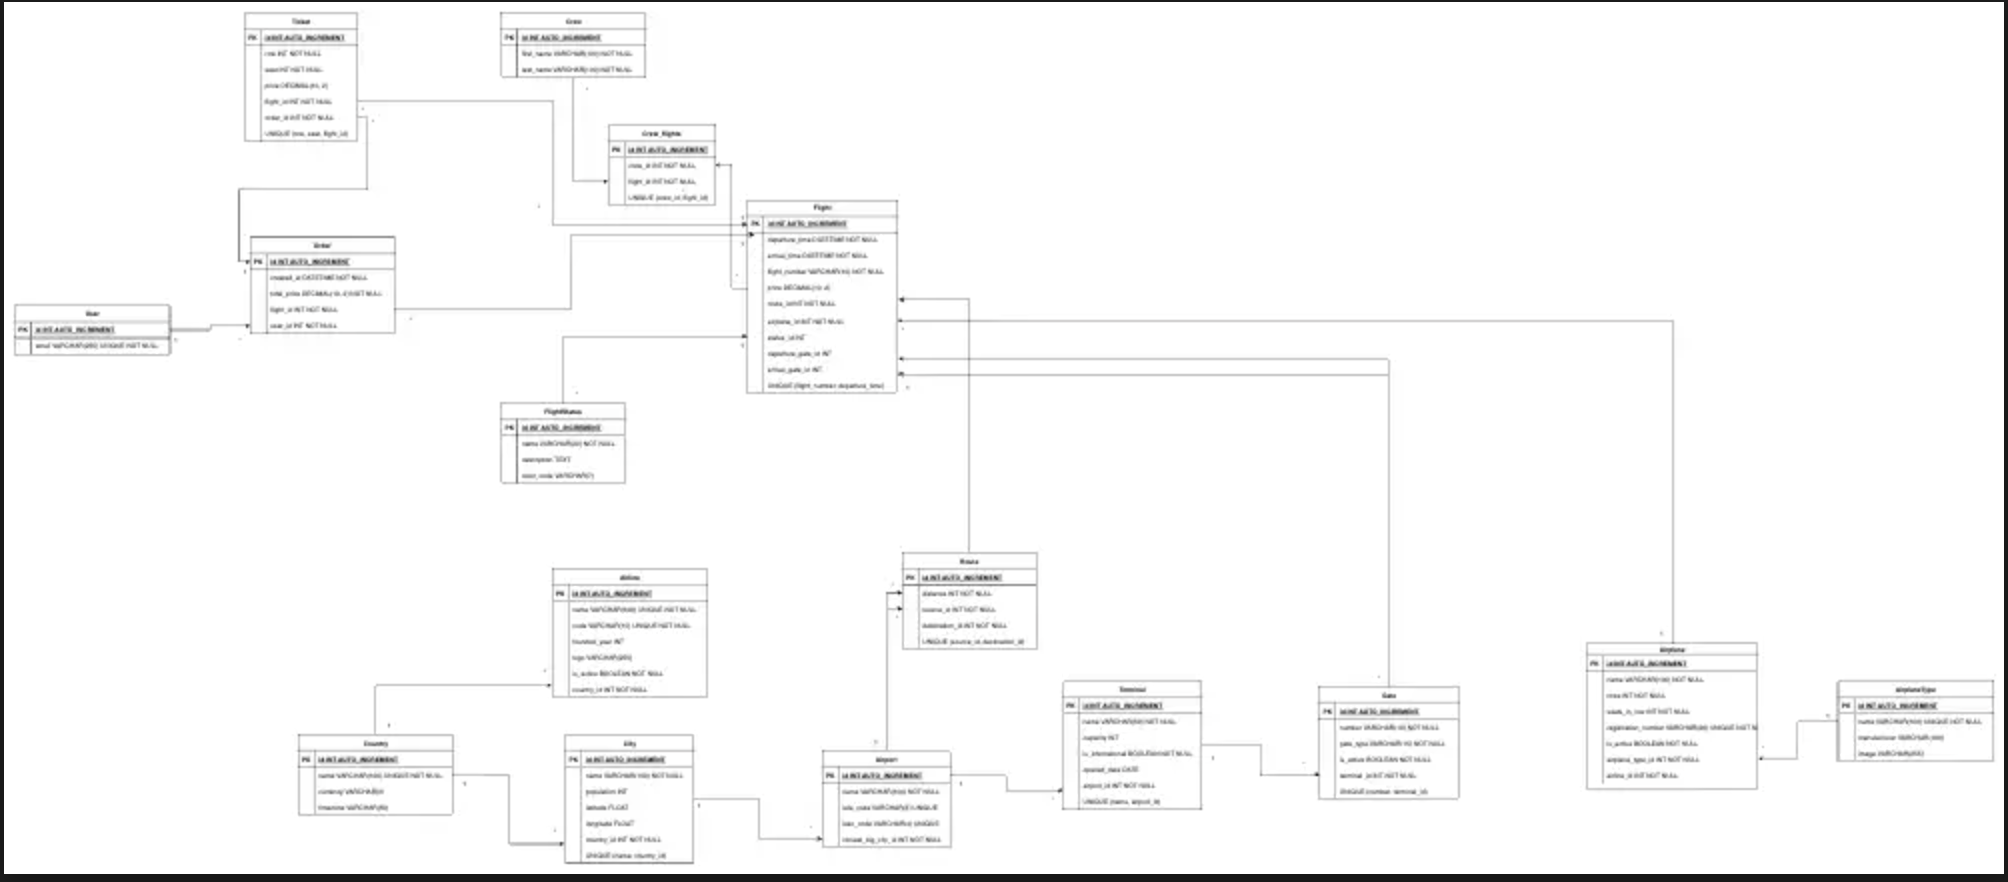 Ticket
PK id INT AUTO_INCREMENT
row INT NOT NULL
seat INT NOT NULL
price DECIMAL(10, 2)
flight_id INT NOT NULL
order_id INT NOT NULL
UNIQUE (row, seat, flight_id)
Crew
PK id INT AUTO_INCREMENT
first_name VARCHAR(100) NOT NULL
last_name VARCHAR(100) NOT NULL
Crew_flights
PK id INT AUTO_INCREMENT
crew_id INT NOT NULL
flight_id INT NOT NULL
UNIQUE (crew_id, flight_id)
Flight
PK id INT AUTO_INCREMENT
departure_time DATETIME NOT NULL
arrival_time DATETIME NOT NULL
flight_number VARCHAR(10) NOT NULL
price DECIMAL(10, 2)
route_id INT NOT NULL
airplane_id INT NOT NULL
status_id INT
departure_gate_id INT
arrival_gate_id INT
UNIQUE (flight_number, departure_time)
Order
PK id INT AUTO_INCREMENT
created_at DATETIME NOT NULL
total_price DECIMAL(10, 2) NOT NULL
flight_id INT NOT NULL
user_id INT NOT NULL
User
PK id INT AUTO_INCREMENT
email VARCHAR(255) UNIQUE NOT NULL
FlightStatus
PK id INT AUTO_INCREMENT
name VARCHAR(50) NOT NULL
description TEXT
color_code VARCHAR(7)
Route
PK id INT AUTO_INCREMENT
distance INT NOT NULL
source_id INT NOT NULL
destination_id INT NOT NULL
UNIQUE (source_id, destination_id)
Airline
PK id INT AUTO_INCREMENT
name VARCHAR(100) UNIQUE NOT NULL
code VARCHAR(10) UNIQUE NOT NULL
founded_year INT
logo VARCHAR(255)
is_active BOOLEAN NOT NULL
country_id INT NOT NULL
Airplane
PK id INT AUTO_INCREMENT
name VARCHAR(100) NOT NULL
rows INT NOT NULL
seats_in_row INT NOT NULL
registration_number VARCHAR(20) UNIQUE NOT N
is_active BOOLEAN NOT NULL
airplane_type_id INT NOT NULL
airline_id INT NOT NULL
AirplaneType
PK id INT AUTO_INCREMENT
name VARCHAR(100) UNIQUE NOT NULL
manufacturer VARCHAR(100)
image VARCHAR(255)
Terminal
PK id INT AUTO_INCREMENT
name VARCHAR(50) NOT NULL
capacity INT
is_international BOOLEAN NOT NULL
opened_date DATE
airport_id INT NOT NULL
UNIQUE (name, airport_id)
Gate
PK id INT AUTO_INCREMENT
number VARCHAR(10) NOT NULL
gate_type VARCHAR(10) NOT NULL
is_active BOOLEAN NOT NULL
terminal_id INT NOT NULL
UNIQUE (number, terminal_id)
Country
PK id INT AUTO_INCREMENT
name VARCHAR(100) UNIQUE NOT NULL
currency VARCHAR
timezone VARCHAR(50)
City
PK id INT AUTO_INCREMENT
name VARCHAR(100) NOT NULL
population INT
latitude FLOAT
longitude FLOAT
country_id INT NOT NULL
UNIQUE (name, country_id)
Airport
PK id INT AUTO_INCREMENT
name VARCHAR(100) NOT NULL
iata_code VARCHAR(3) UNIQUE
icao_code VARCHAR(4) UNIQUE
closest_big_city_id INT NOT NULL